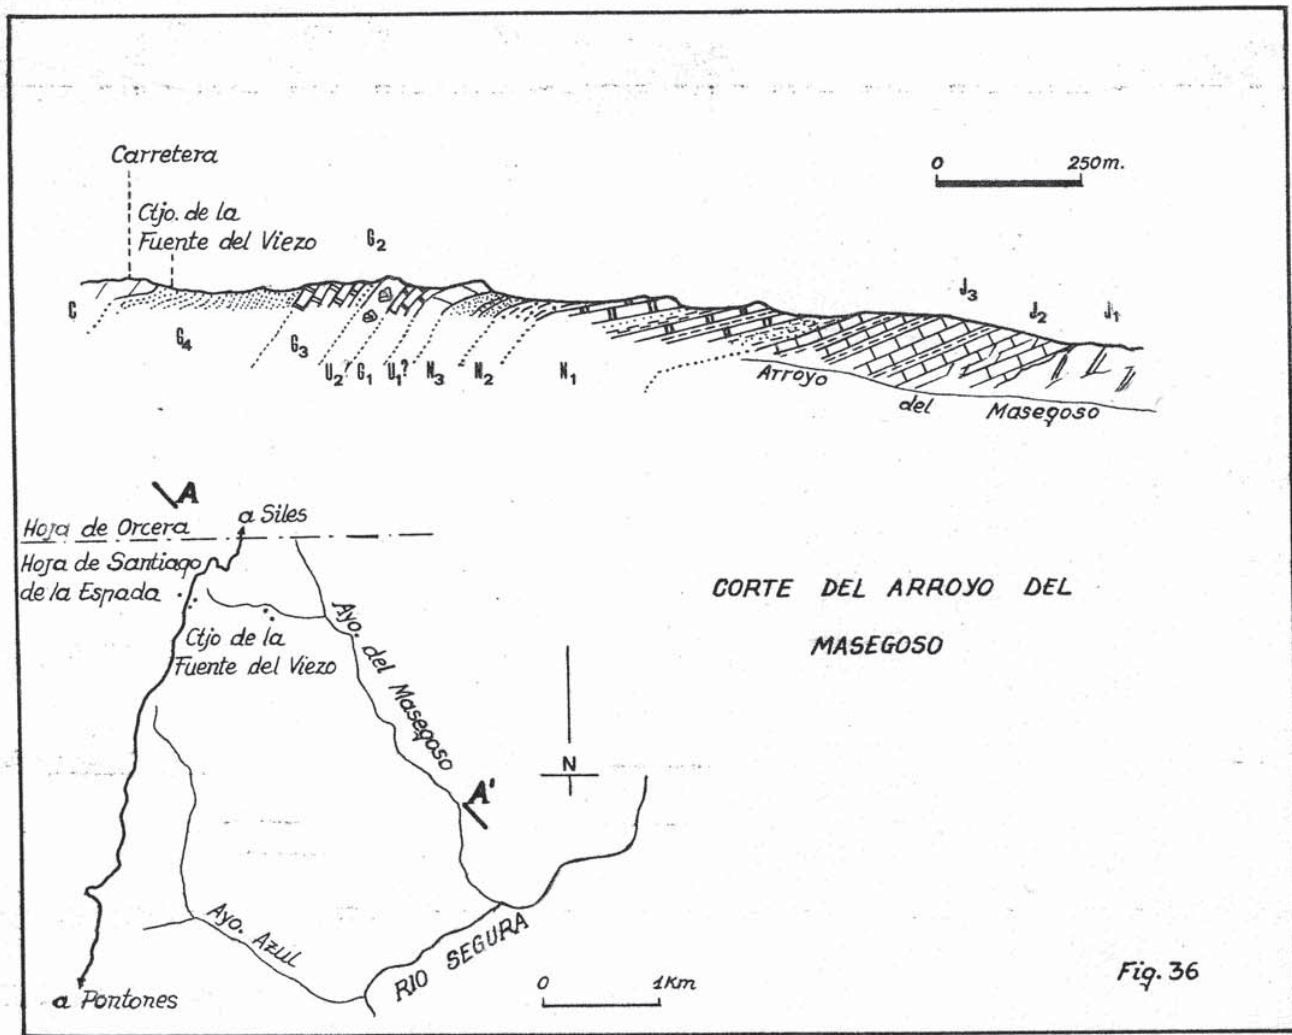 Carretera
Ctjo. de la
Fuente del Viezo
0 250m.
G₂
J₃
J₂
J₁
C
G₄
G₃
U₂?
G₁
U₁?
N₃
N₂
N₁
Arroyo
del
Masegoso
A
a Siles
Hoja de Orcera
Hoja de Santiago
de la Espada
Ctjo de la
Fuente del Viezo
Ayo. del Masegoso
CORTE DEL ARROYO DEL
MASEGOSO
N
A'
Ayo. Azul
RIO SEGURA
a Pontones
0 1Km
Fig. 36